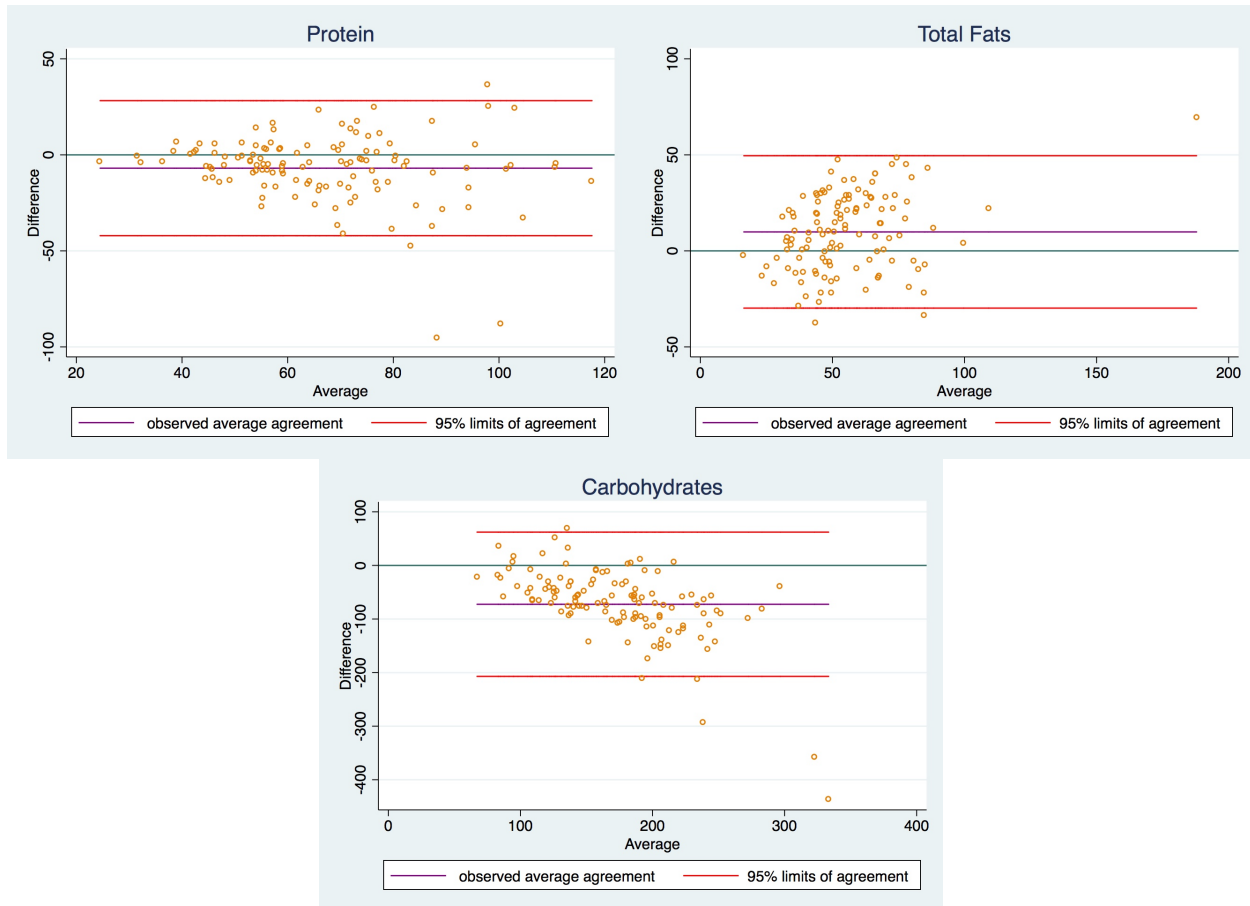 Protein
50
0
-50
-100
Difference
20 40 60 80 100 120
Average
observed average agreement 95% limits of agreement
Total Fats
100
50
0
-50
Difference
0 50 100 150 200
Average
observed average agreement 95% limits of agreement
Carbohydrates
100
0
-100
-200
-300
-400
Difference
0 100 200 300 400
Average
observed average agreement 95% limits of agreement